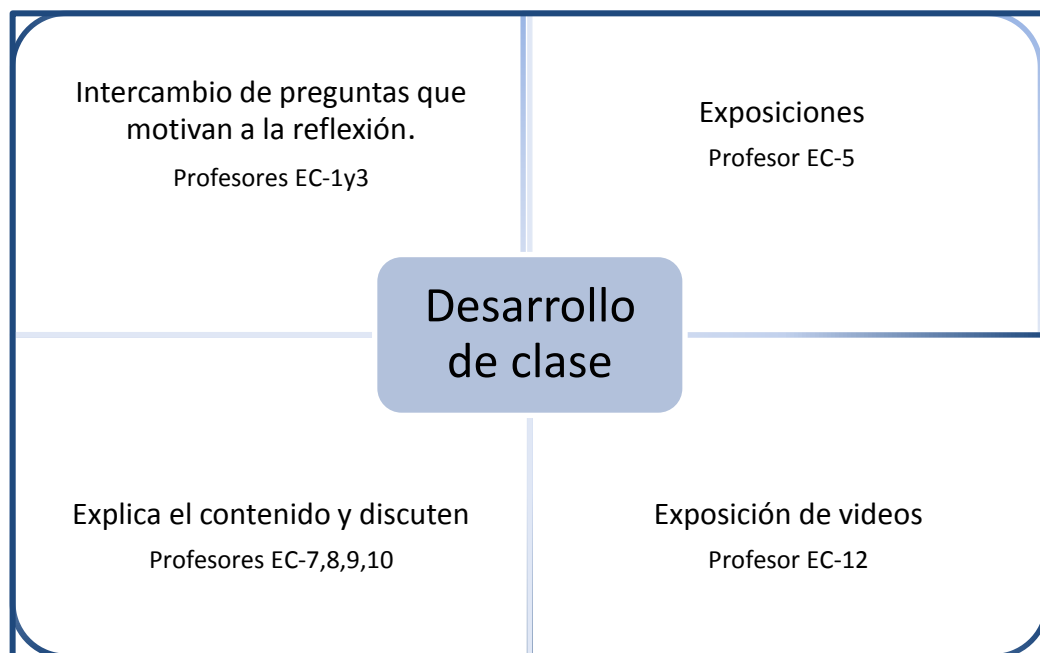 Intercambio de preguntas que
motivan a la reflexión.
Profesores EC-1y3
Exposiciones
Profesor EC-5
Desarrollo
de clase
Explica el contenido y discuten
Profesores EC-7,8,9,10
Exposición de videos
Profesor EC-12